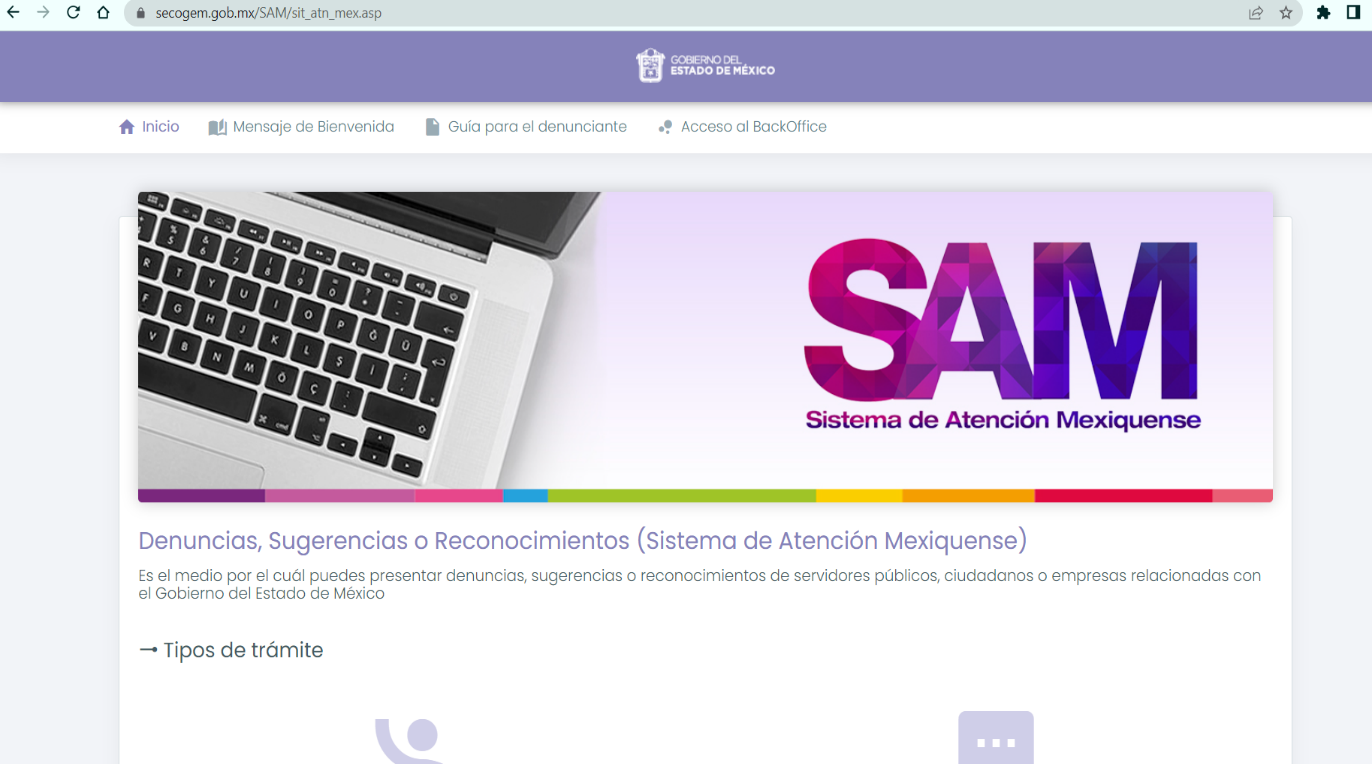 secogem.gob.mx/SAM/sit_atn_mex.asp
GOBIERNO DEL
ESTADO DE MÉXICO
Inicio
Mensaje de Bienvenida
Guía para el denunciante
Acceso al BackOffice
SAM
Sistema de Atención Mexiquense
Denuncias, Sugerencias o Reconocimientos (Sistema de Atención Mexiquense)
Es el medio por el cuál puedes presentar denuncias, sugerencias o reconocimientos de servidores públicos, ciudadanos o empresas relacionadas con
el Gobierno del Estado de México
Tipos de trámite